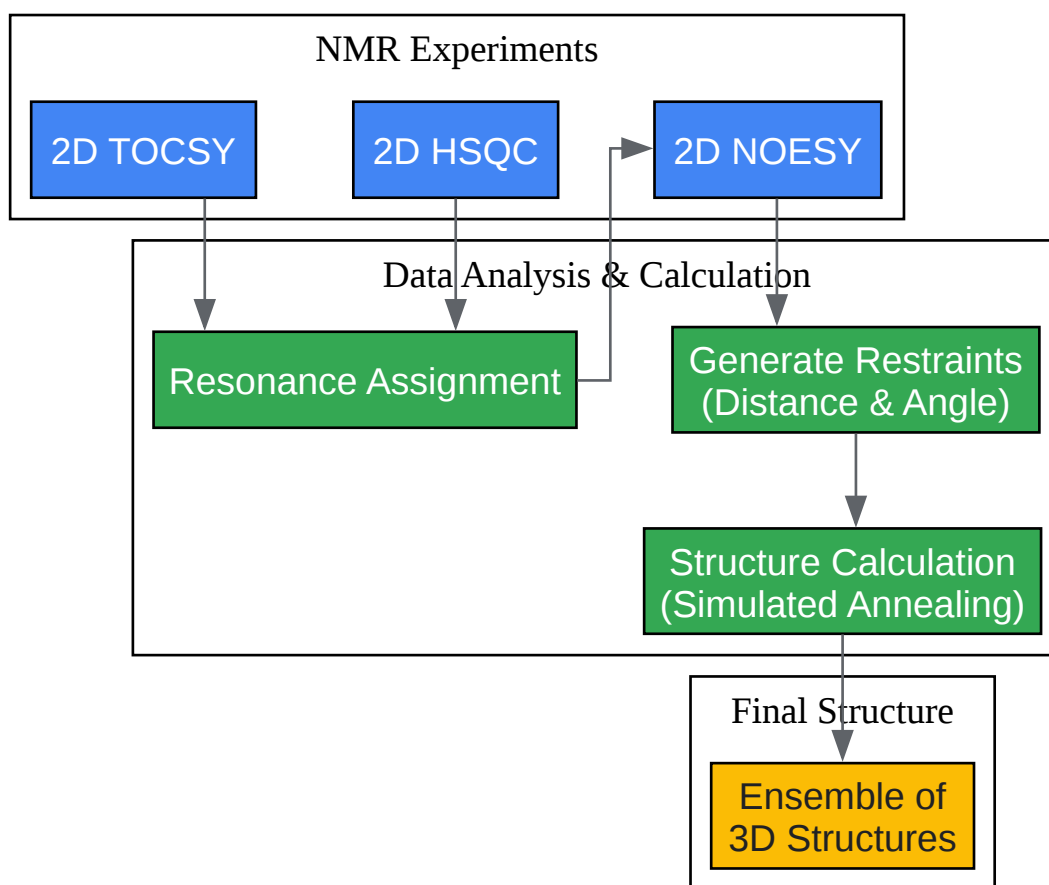 NMR Experiments
2D TOCSY
2D HSQC
2D NOESY
Data Analysis & Calculation
Resonance Assignment
Generate Restraints
(Distance & Angle)
Structure Calculation
(Simulated Annealing)
Final Structure
Ensemble of
3D Structures